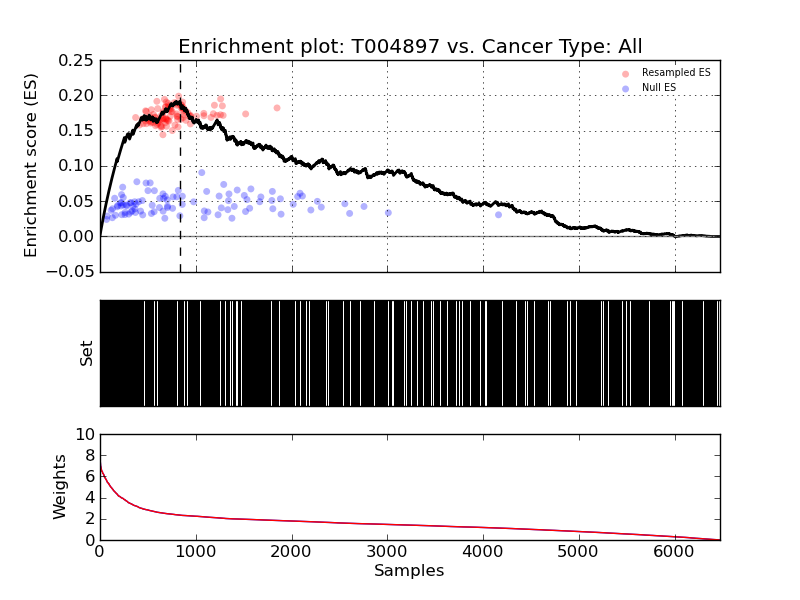 Enrichment plot: T004897 vs. Cancer Type: All
Enrichment score (ES)
0.25
0.20
0.15
0.10
0.05
0.00
−0.05
Resampled ES
Null ES
Set
Weights
10
8
6
4
2
0
0 1000 2000 3000 4000 5000 6000
Samples